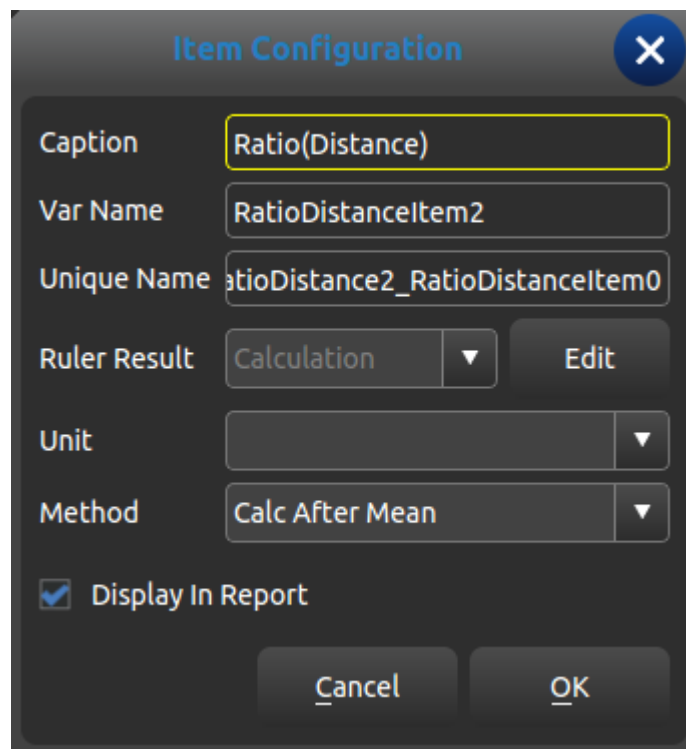 Item Configuration
Caption Ratio(Distance)
Var Name RatioDistanceItem2
Unique Name atioDistance2_RatioDistanceItem0
Ruler Result Calculation Edit
Unit
Method Calc After Mean
Display In Report
Cancel OK